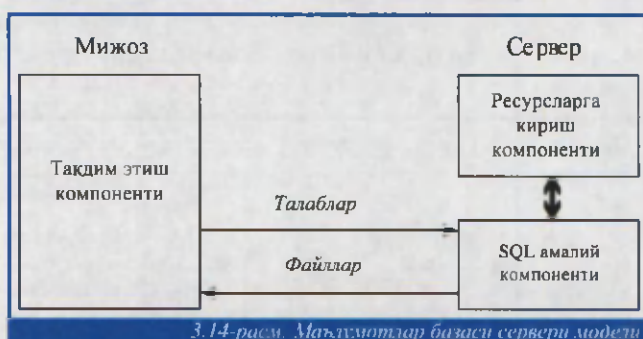 Мижоз
Сервер
Тақдим этиш
компоненти
Ресурсларга
кириш
компоненти
Талаблар
Файллар
SQL амалий
компоненти
3.14-расм. Маълумотлар базаси сервери модели